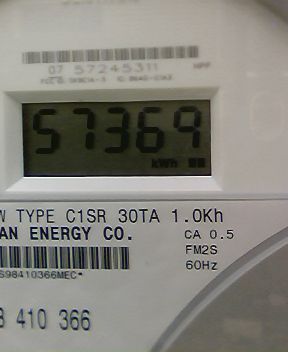 07 57245311
57369
kWh
W TYPE C1SR 30TA 1.0Kh
AN ENERGY CO. CA 0.5
FM2S
S98410366MEC* 60Hz
8 410 366